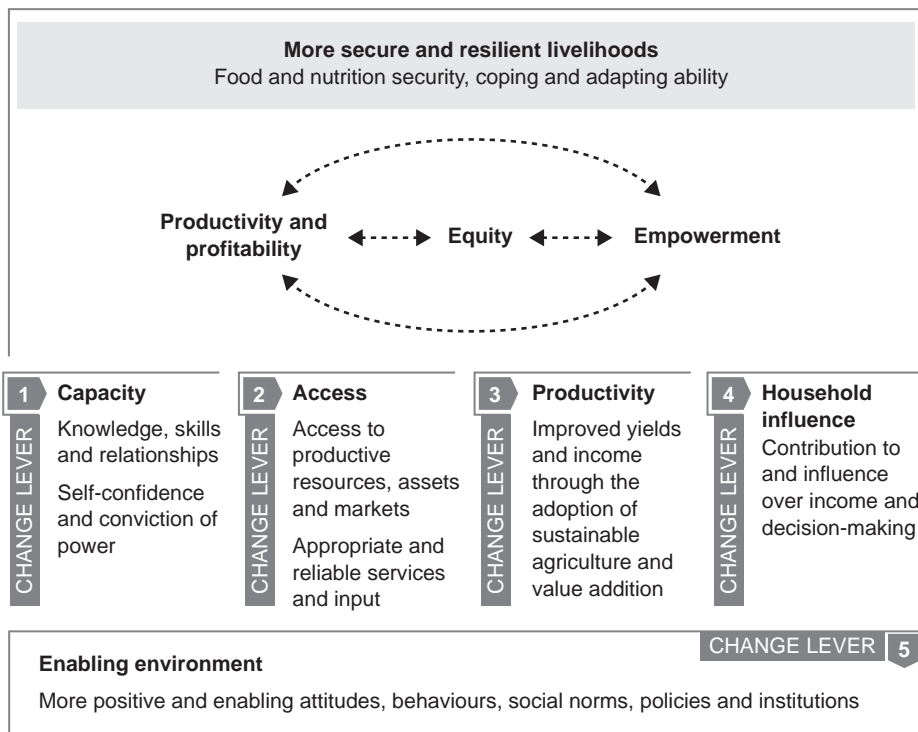 More secure and resilient livelihoods
Food and nutrition security, coping and adapting ability
Productivity and
profitability
Equity
Empowerment
1
Capacity
CHANGE LEVER
Knowledge, skills
and relationships
Self-confidence
and conviction of
power
2
Access
CHANGE LEVER
Access to
productive
resources, assets
and markets
Appropriate and
reliable services
and input
3
Productivity
CHANGE LEVER
Improved yields
and income
through the
adoption of
sustainable
agriculture and
value addition
4
Household
influence
CHANGE LEVER
Contribution to
and influence
over income and
decision-making
CHANGE LEVER 5
Enabling environment
More positive and enabling attitudes, behaviours, social norms, policies and institutions